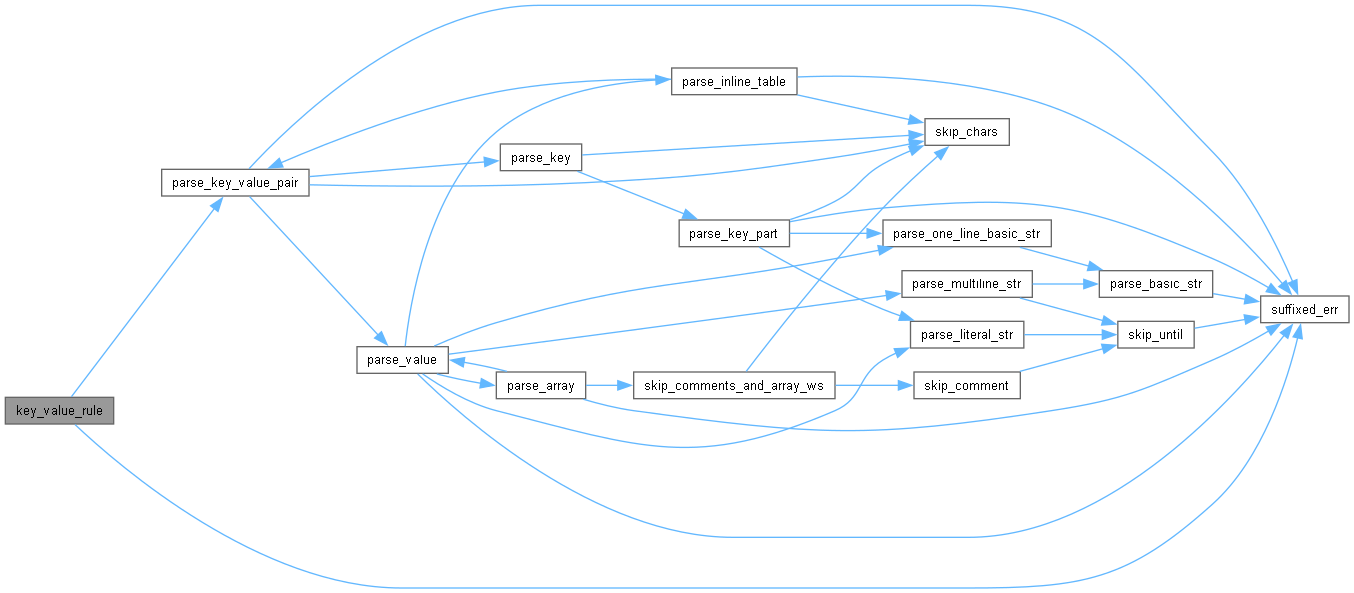 parse_inline_table
skip_chars
parse_key
parse_key_value_pair
parse_key_part
parse_one_line_basic_str
parse_multiline_str
parse_basic_str
suffixed_err
parse_literal_str
skip_until
parse_value
parse_array
skip_comments_and_array_ws
skip_comment
key_value_rule